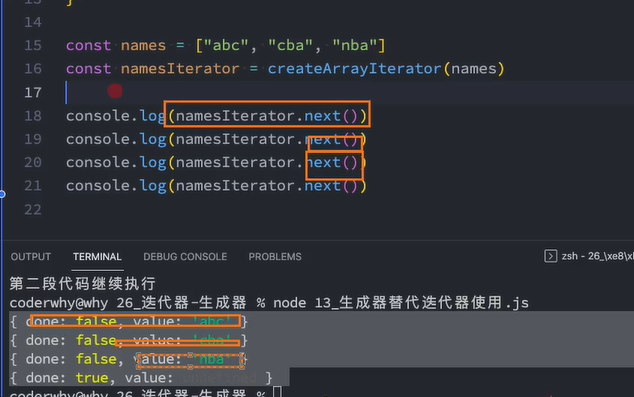 14
15 const names = ["abc", "cba", "nba"]
16 const namesIterator = createArrayIterator(names)
17
18 console.log(namesIterator.next())
19 console.log(namesIterator.next())
20 console.log(namesIterator.next())
21 console.log(namesIterator.next())
22
OUTPUT TERMINAL DEBUG CONSOLE PROBLEMS zsh - 26_\xe8\x
第二段代码继续执行
coderwhy@why 26_迭代器-生成器 % node 13_生成器替代迭代器使用.js
{ done: false, value: 'abc' }
{ done: false, value: 'cba' }
{ done: false, value: 'nba' }
{ done: true, value: }
coderwhy@why 26_迭代器-生成器 %